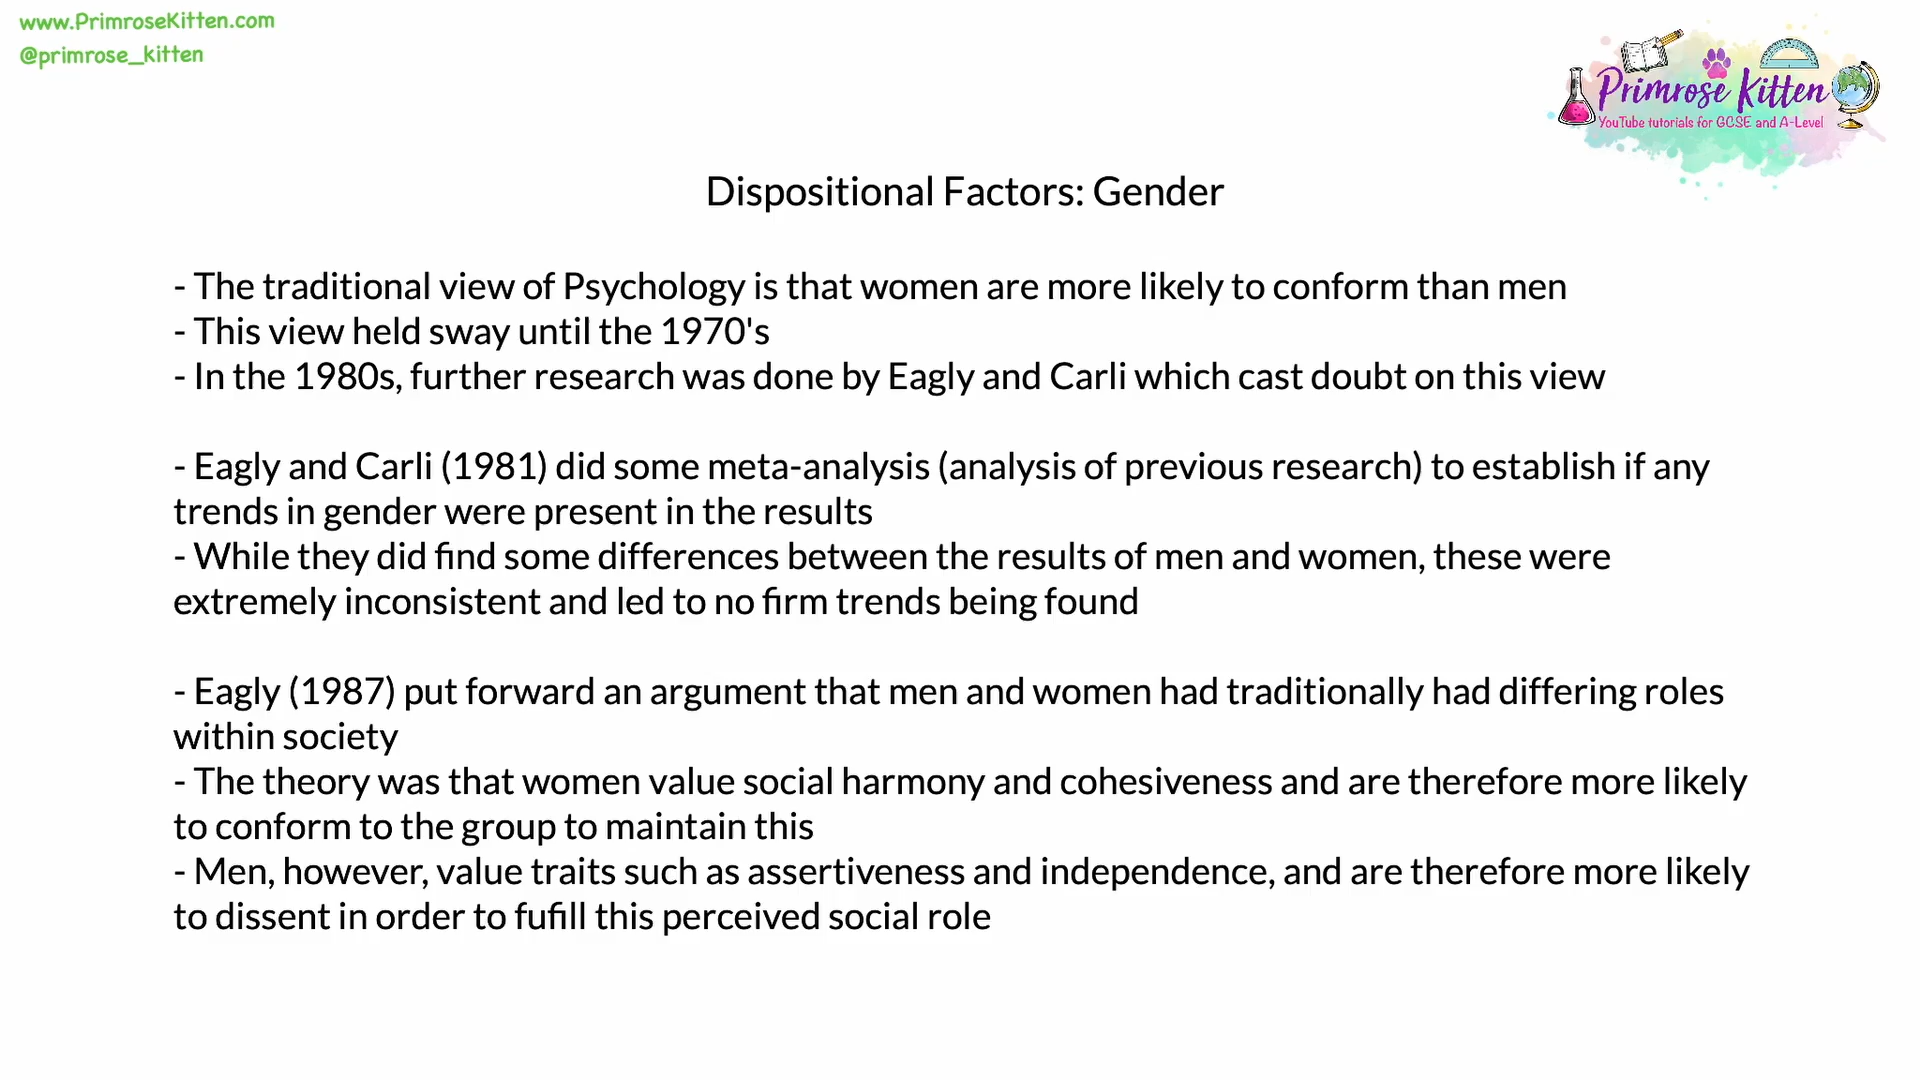 www.PrimroseKitten.com
@primrose_kitten
Primrose Kitten
YouTube tutorials for GCSE and A-Level
Dispositional Factors: Gender
- The traditional view of Psychology is that women are more likely to conform than men
- This view held sway until the 1970's
- In the 1980s, further research was done by Eagly and Carli which cast doubt on this view
- Eagly and Carli (1981) did some meta-analysis (analysis of previous research) to establish if any
trends in gender were present in the results
- While they did find some differences between the results of men and women, these were
extremely inconsistent and led to no firm trends being found
- Eagly (1987) put forward an argument that men and women had traditionally had differing roles
within society
- The theory was that women value social harmony and cohesiveness and are therefore more likely
to conform to the group to maintain this
- Men, however, value traits such as assertiveness and independence, and are therefore more likely
to dissent in order to fufill this perceived social role